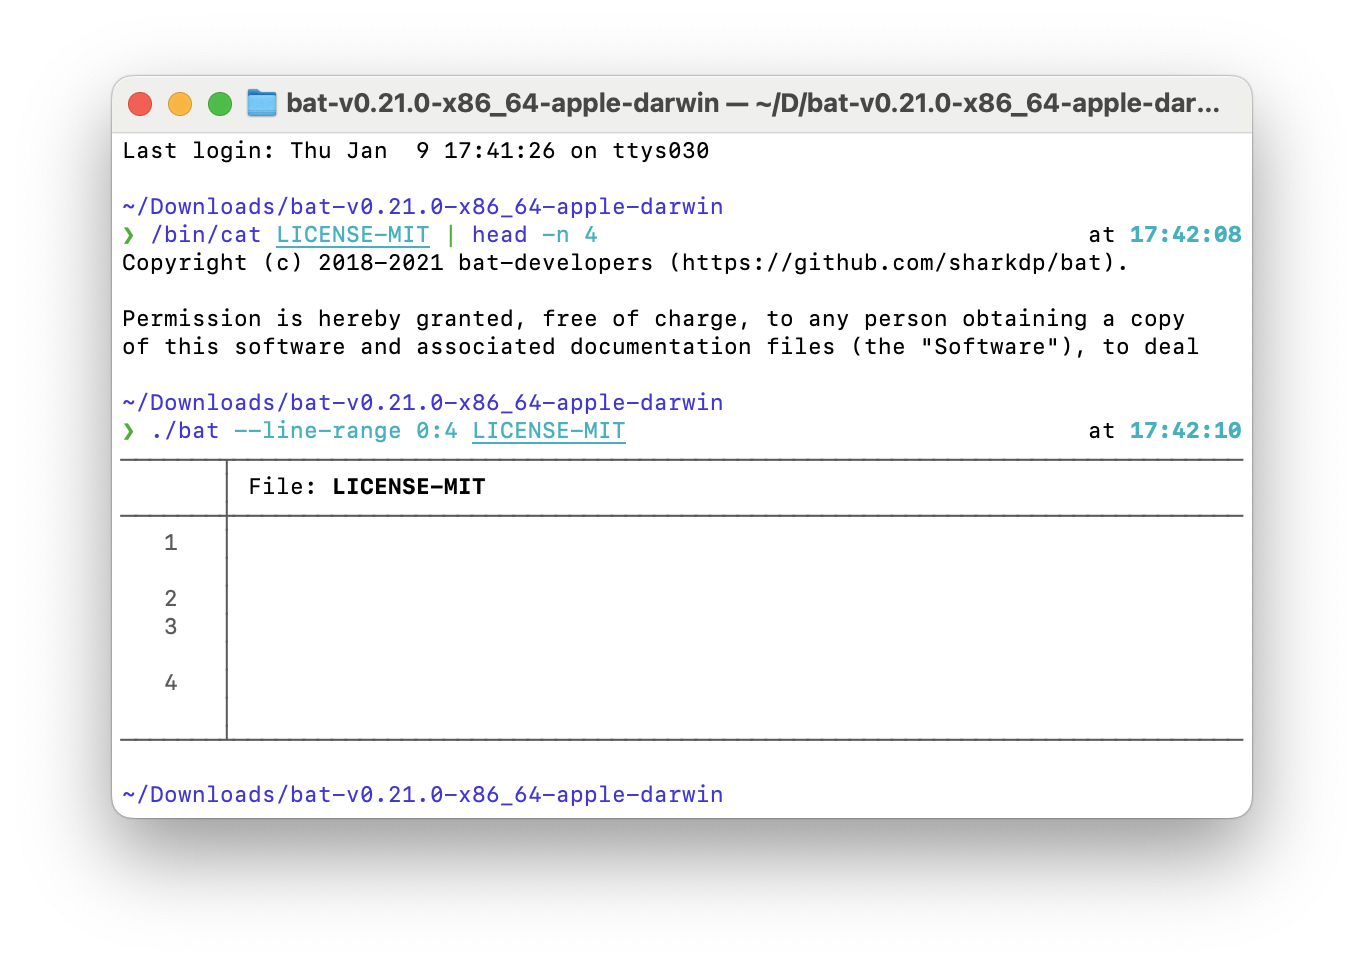 bat-v0.21.0-x86_64-apple-darwin — ~/D/bat-v0.21.0-x86_64-apple-dar...
Last login: Thu Jan  9 17:41:26 on ttys030
~/Downloads/bat-v0.21.0-x86_64-apple-darwin
❯ /bin/cat LICENSE-MIT | head -n 4 at 17:42:08
Copyright (c) 2018-2021 bat-developers (https://github.com/sharkdp/bat).
Permission is hereby granted, free of charge, to any person obtaining a copy
of this software and associated documentation files (the "Software"), to deal
~/Downloads/bat-v0.21.0-x86_64-apple-darwin
❯ ./bat --line-range 0:4 LICENSE-MIT at 17:42:10
File: LICENSE-MIT
1
2
3
4
~/Downloads/bat-v0.21.0-x86_64-apple-darwin